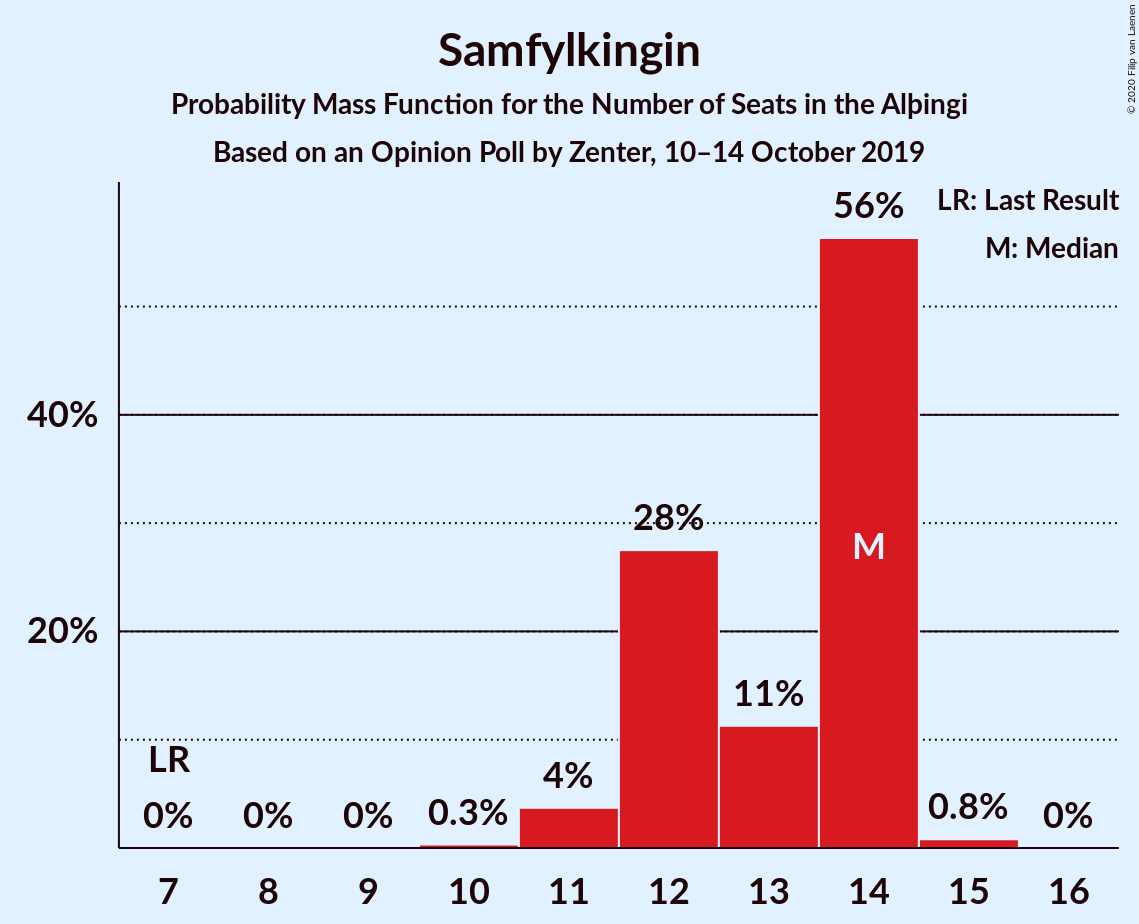 Samfylkingin
Probability Mass Function for the Number of Seats in the Alþingi
Based on an Opinion Poll by Zenter, 10–14 October 2019
© 2020 Filip van Laenen
LR: Last Result
M: Median
56%
40%
28%
M
20%
11%
LR
4%
0%
0%
0%
0.3%
0.8%
0%
7 8 9 10 11 12 13 14 15 16